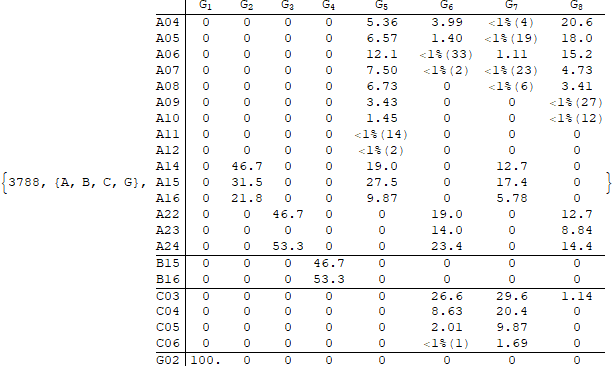 G₁ G₂ G₃ G₄ G₅ G₆ G₇ G₈
A04 0 0 0 0 5.36 3.99 <1%(4) 20.6
A05 0 0 0 0 6.57 1.40 <1%(19) 18.0
A06 0 0 0 0 12.1 <1%(33) 1.11 15.2
A07 0 0 0 0 7.50 <1%(2) <1%(23) 4.73
A08 0 0 0 0 6.73 0 <1%(6) 3.41
A09 0 0 0 0 3.43 0 0 <1%(27)
A10 0 0 0 0 1.45 0 0 <1%(12)
A11 0 0 0 0 <1%(14) 0 0 0
A12 0 0 0 0 <1%(2) 0 0 0
A14 0 46.7 0 0 19.0 0 12.7 0
{3788, {A, B, C, G}, A15 0 31.5 0 0 27.5 0 17.4 0 }
A16 0 21.8 0 0 9.87 0 5.78 0
A22 0 0 46.7 0 0 19.0 0 12.7
A23 0 0 0 0 0 14.0 0 8.84
A24 0 0 53.3 0 0 23.4 0 14.4
B15 0 0 0 46.7 0 0 0 0
B16 0 0 0 53.3 0 0 0 0
C03 0 0 0 0 0 26.6 29.6 1.14
C04 0 0 0 0 0 8.63 20.4 0
C05 0 0 0 0 0 2.01 9.87 0
C06 0 0 0 0 0 <1%(1) 1.69 0
G02 100. 0 0 0 0 0 0 0